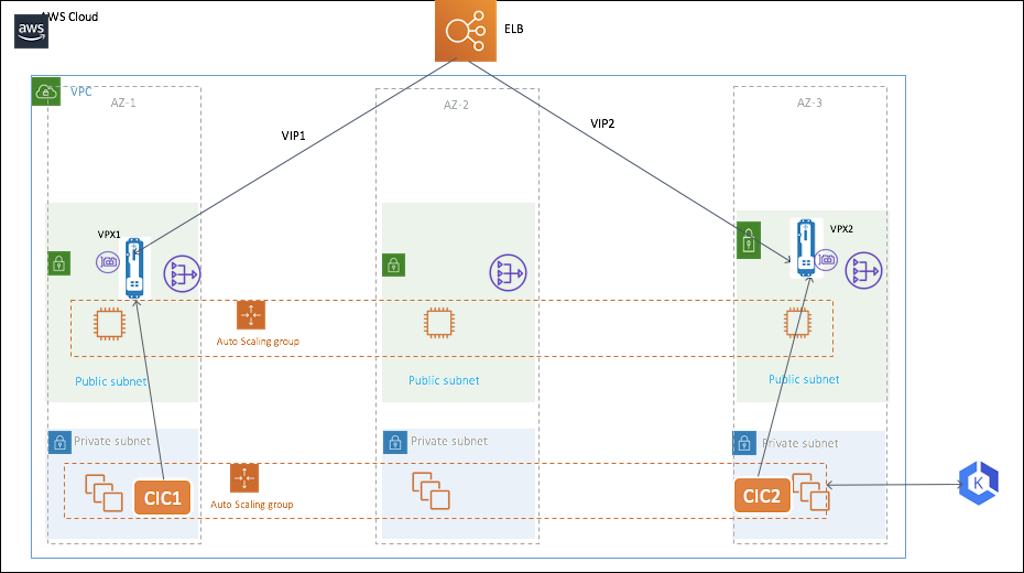 AWS Cloud
aws
ELB
VPC
AZ-1
AZ-2
AZ-3
VIP1
VIP2
VPX1
VPX2
Auto Scaling group
Public subnet
Public subnet
Public subnet
Private subnet
Private subnet
Private subnet
CIC1
Auto Scaling group
CIC2
K